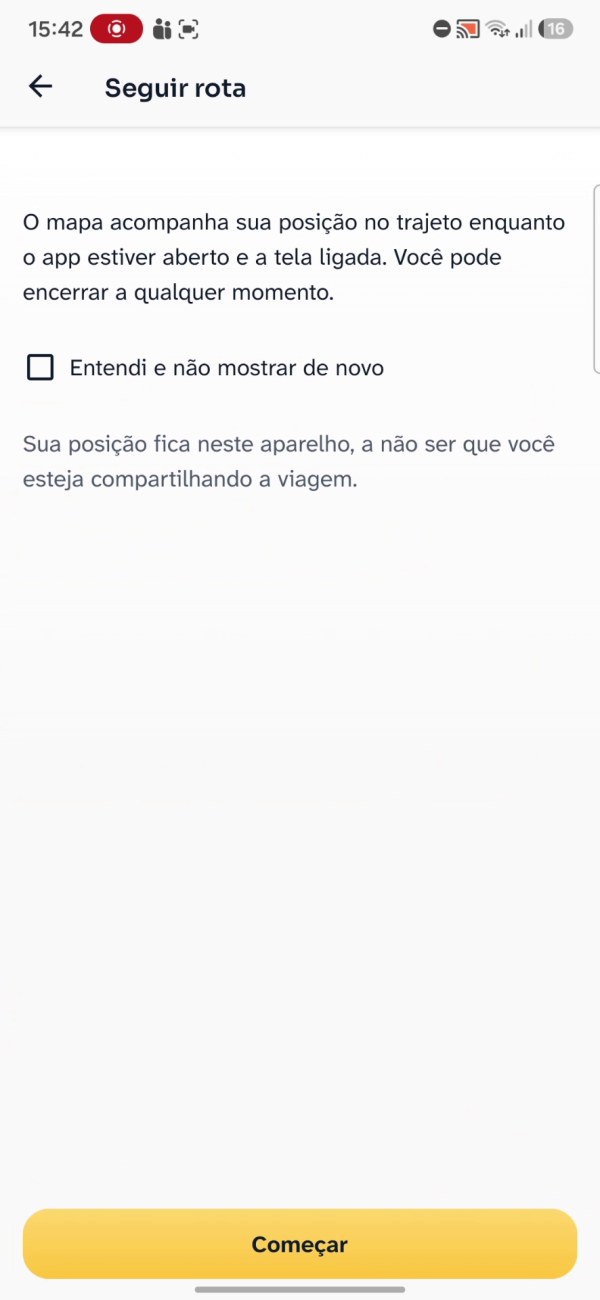 15:42
16
Seguir rota
O mapa acompanha sua posição no trajeto enquanto
o app estiver aberto e a tela ligada. Você pode
encerrar a qualquer momento.
Entendi e não mostrar de novo
Sua posição fica neste aparelho, a não ser que você
esteja compartilhando a viagem.
Começar